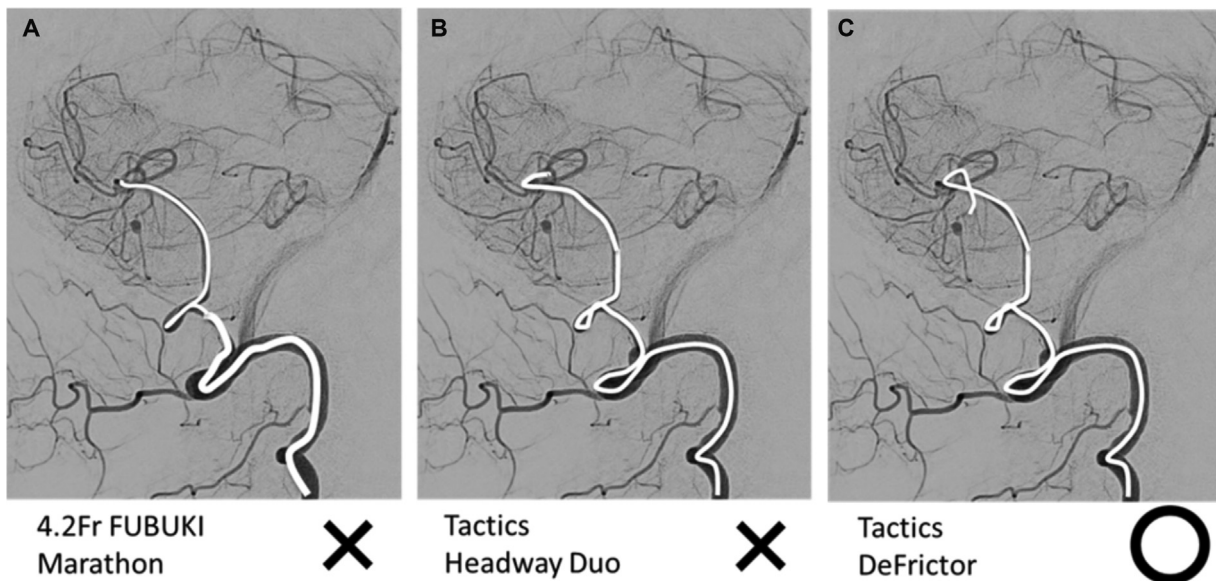 A
B
C
4.2Fr FUBUKI
Marathon
Tactics
Headway Duo
Tactics
DeFrictor